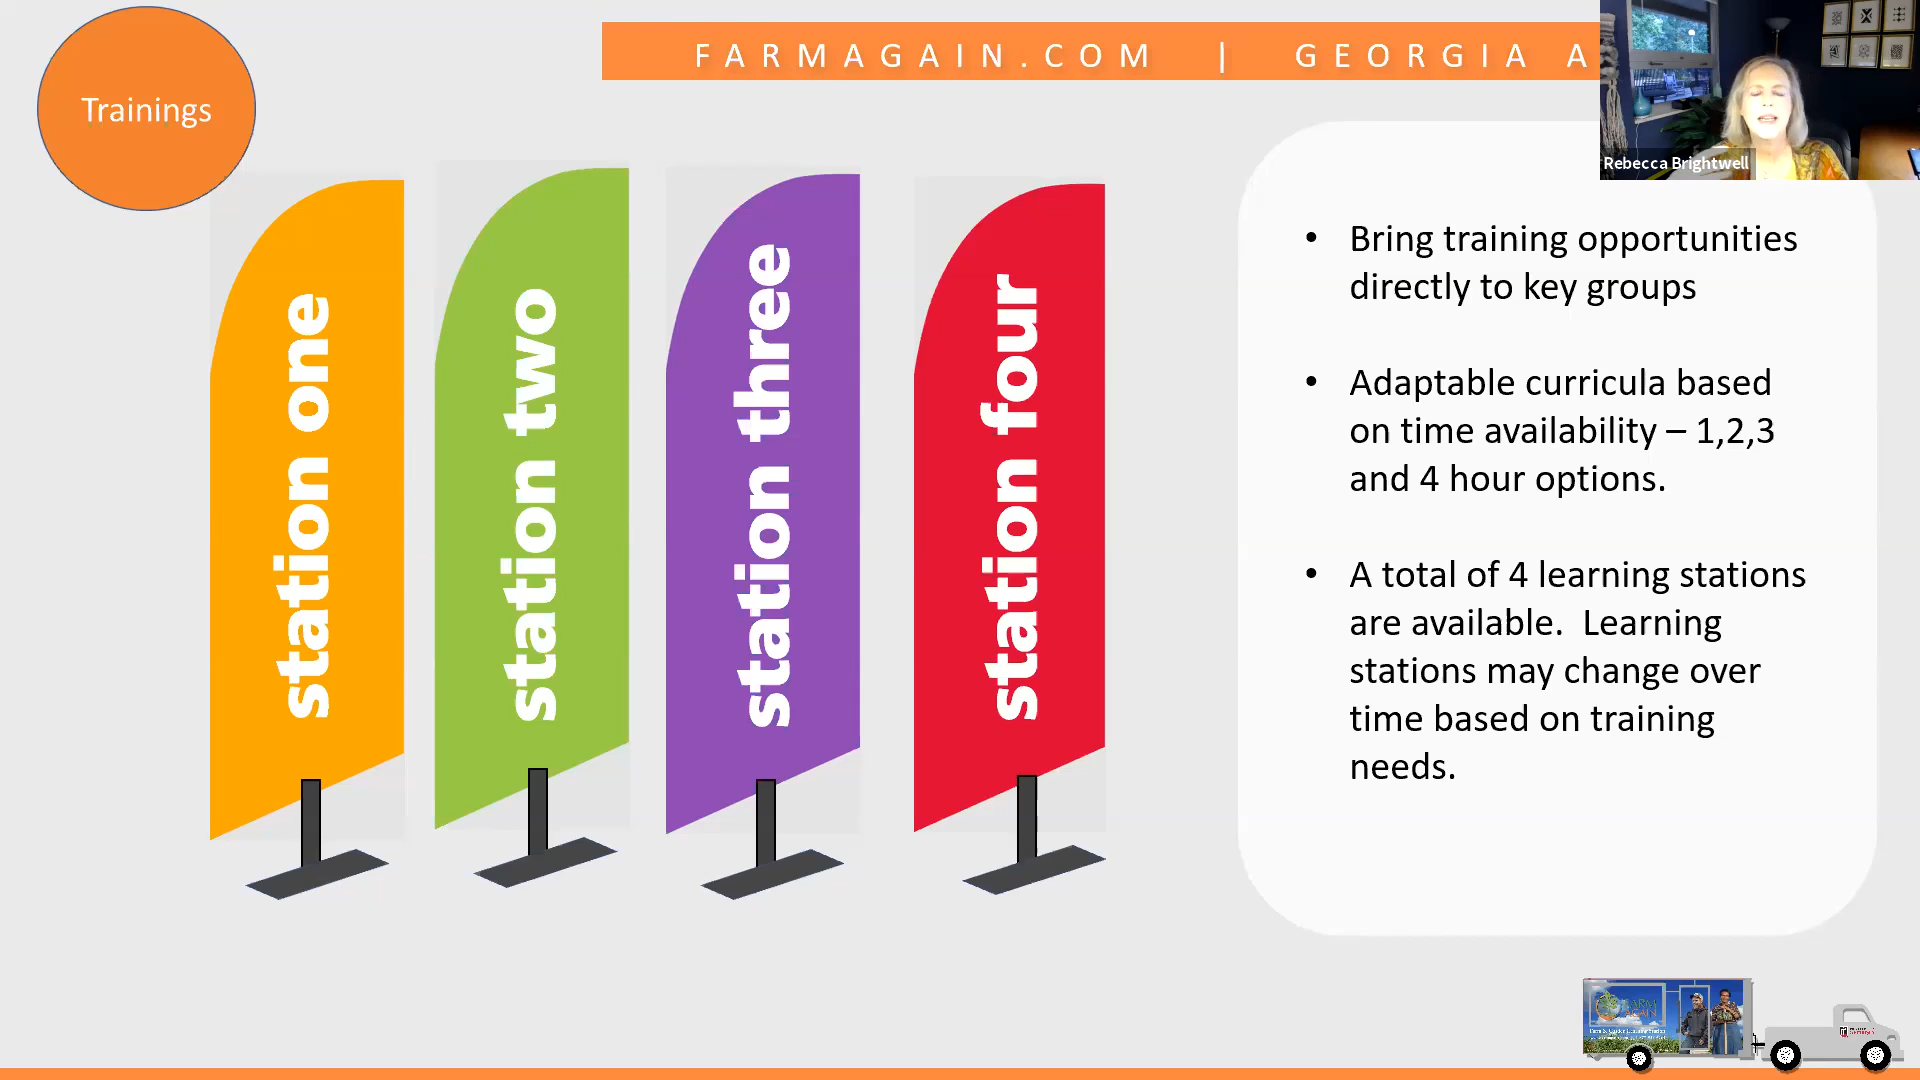 Trainings
FARMAGAIN.COM | GEORGIA A
Rebecca Brightwell
station one
station two
station three
station four
• Bring training opportunities
directly to key groups
• Adaptable curricula based
on time availability – 1,2,3
and 4 hour options.
• A total of 4 learning stations
are available.  Learning
stations may change over
time based on training
needs.
FARM
AGAIN